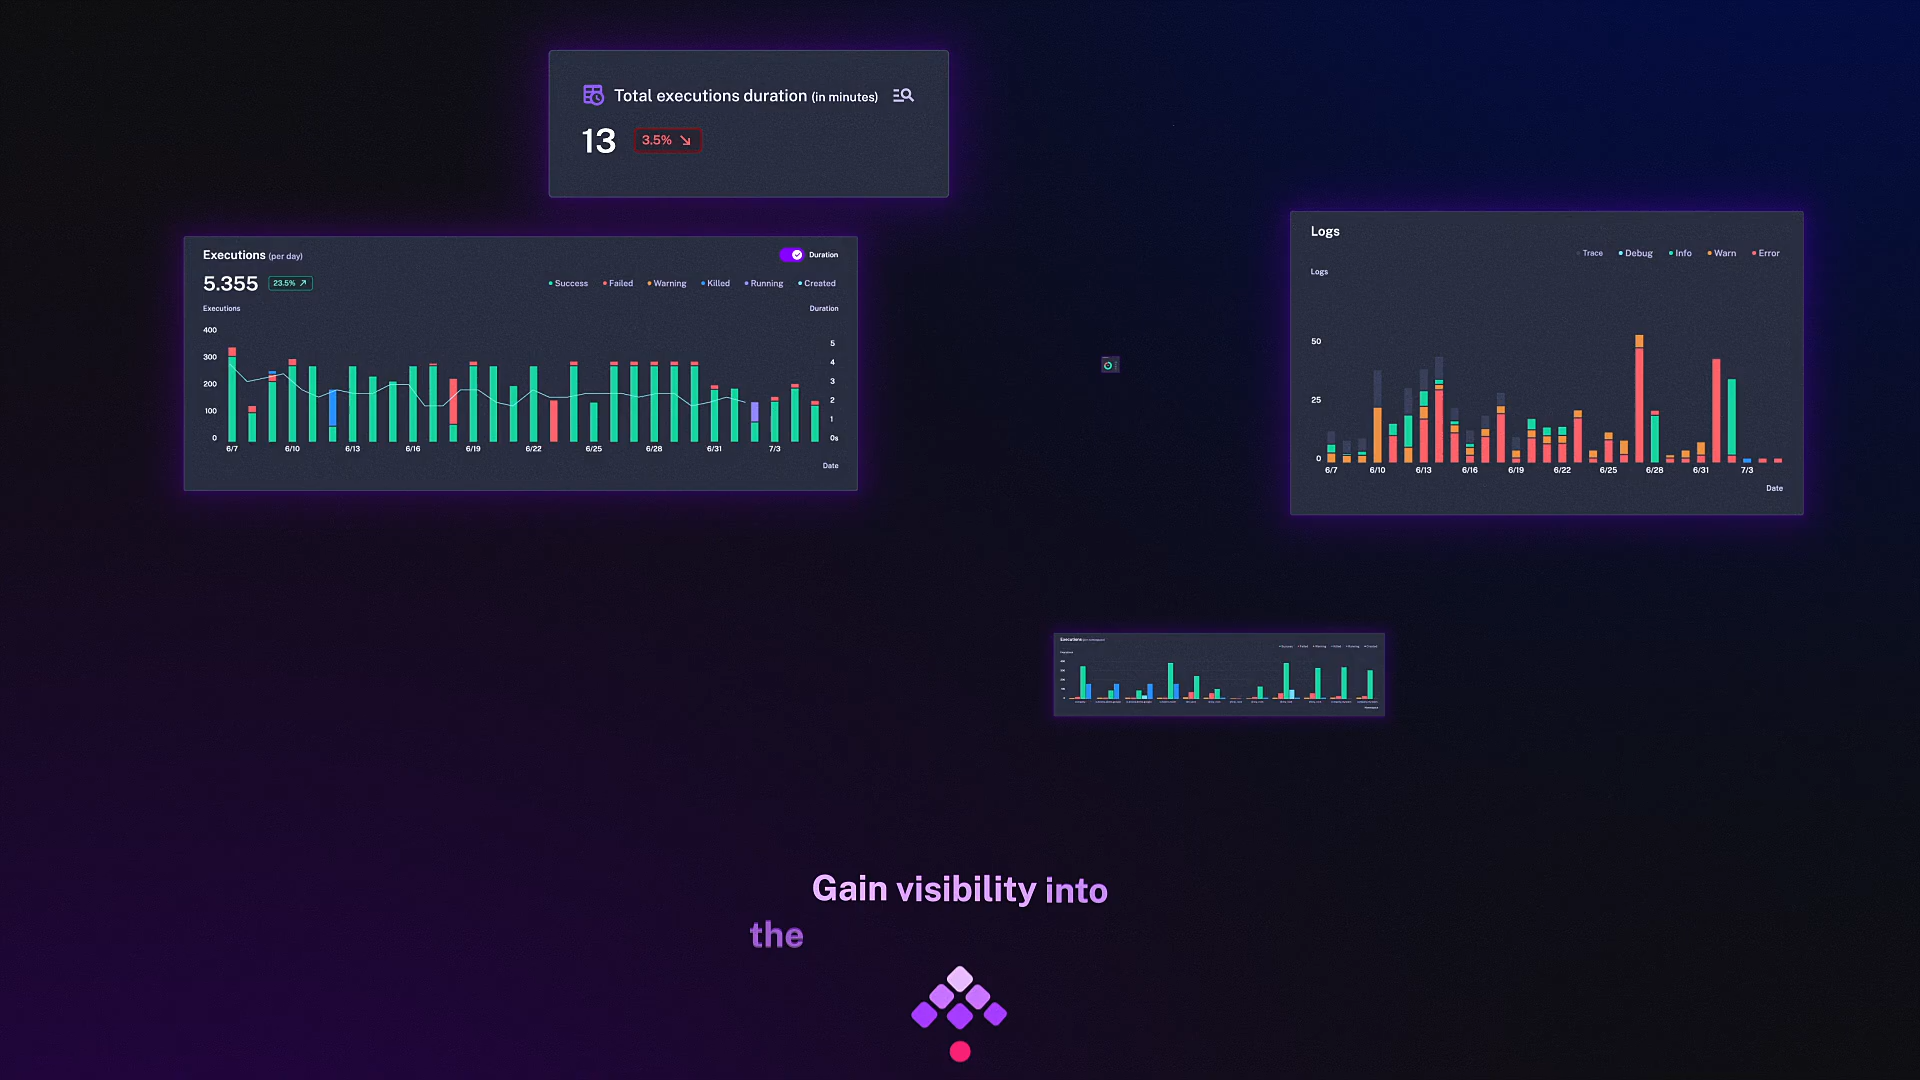 Total executions duration (in minutes)
13 3.5%
Executions (per day)
Duration
5.355 23.5%
Success Failed Warning Killed Running Created
Executions Duration
400
300
200
100
0
5
4
3
2
1
0s
6/7 6/10 6/13 6/16 6/19 6/22 6/25 6/28 6/31 7/3
Date
Logs
Trace Debug Info Warn Error
Logs
50
25
0
6/7 6/10 6/13 6/16 6/19 6/22 6/25 6/28 6/31 7/3
Date
Executions
Gain visibility into
the